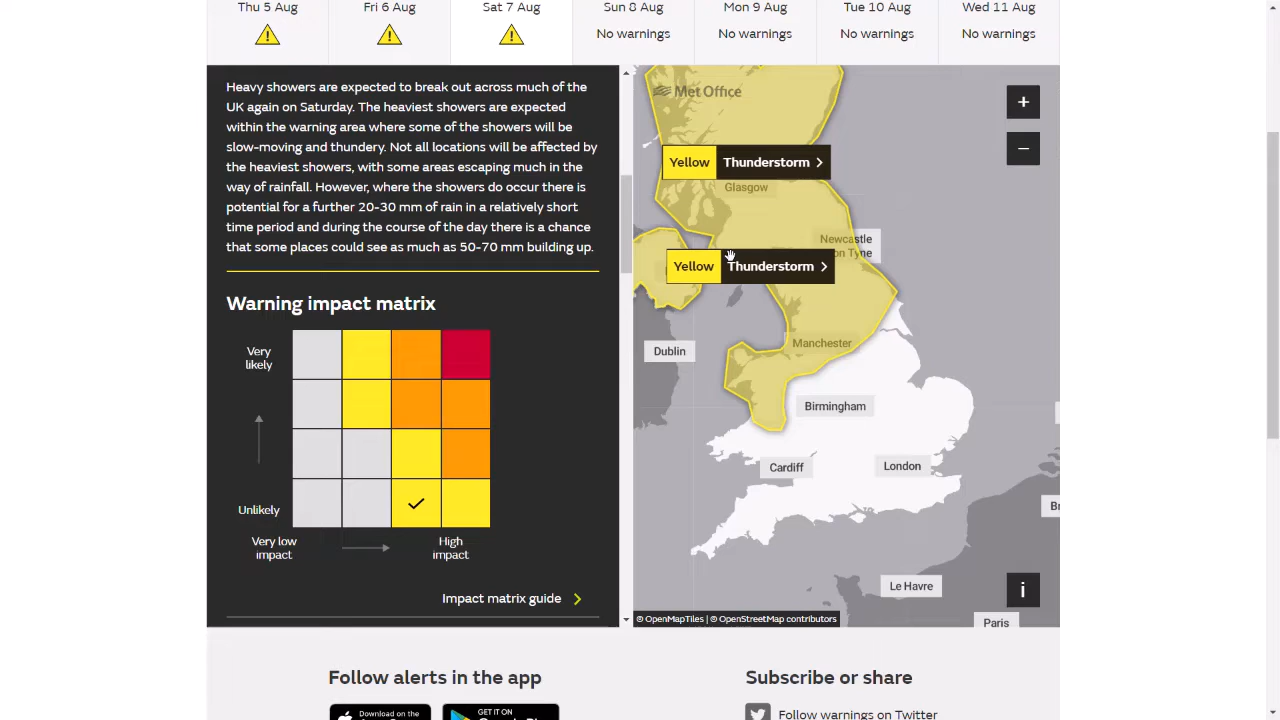 Thu 5 Aug
Fri 6 Aug
Sat 7 Aug
Sun 8 Aug
Mon 9 Aug
Tue 10 Aug
Wed 11 Aug
No warnings
No warnings
No warnings
No warnings
Heavy showers are expected to break out across much of the
UK again on Saturday. The heaviest showers are expected
within the warning area where some of the showers will be
slow-moving and thundery. Not all locations will be affected by
the heaviest showers, with some areas escaping much in the
way of rainfall. However, where the showers do occur there is
potential for a further 20-30 mm of rain in a relatively short
time period and during the course of the day there is a chance
that some places could see as much as 50-70 mm building up.
Warning impact matrix
Very
likely
Unlikely
Very low
impact
High
impact
Impact matrix guide
Met Office
Yellow Thunderstorm
Glasgow
Newcastle
on Tyne
Yellow Thunderstorm
Dublin
Manchester
Birmingham
Cardiff
London
Br
Le Havre
Paris
+
−
i
© OpenMapTiles | © OpenStreetMap contributors
Follow alerts in the app
Download on the
GET IT ON
Subscribe or share
Follow warnings on Twitter